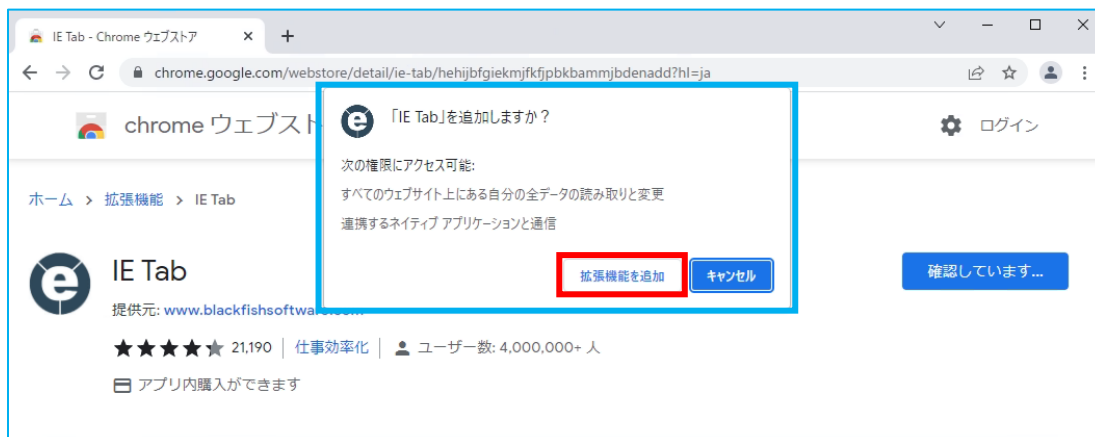 IE Tab - Chrome ウェブストア
chrome.google.com/webstore/detail/ie-tab/hehijbfgiekmjfkfjpbkbammjbdenadd?hl=ja
chrome ウェブスト
ログイン
「IE Tab」を追加しますか？
次の権限にアクセス可能:
すべてのウェブサイト上にある自分の全データの読み取りと変更
連携するネイティブ アプリケーションと通信
拡張機能を追加 キャンセル
ホーム > 拡張機能 > IE Tab
IE Tab
確認しています...
提供元: www.blackfishsoftware.com
21,190 | 仕事効率化 | ユーザー数: 4,000,000+ 人
アプリ内購入ができます